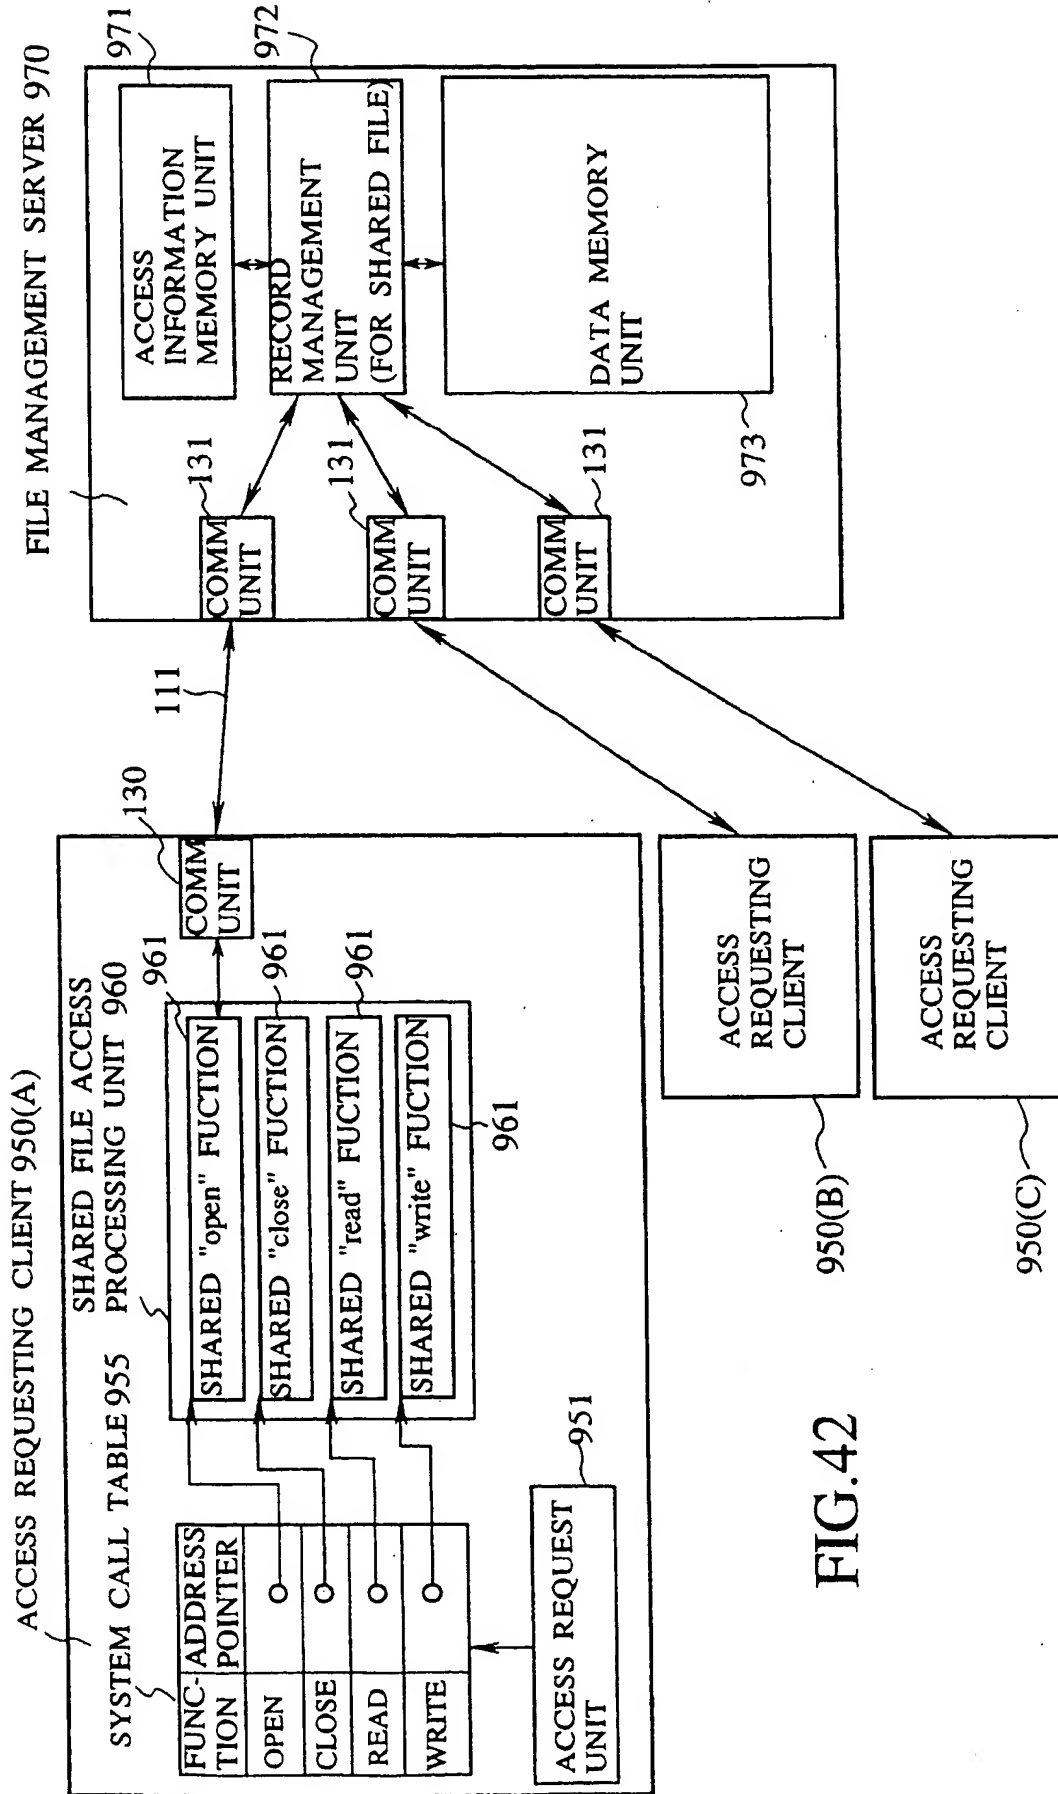 ACCESS REQUESTING CLIENT 950(A)
SYSTEM CALL TABLE 955
SHARED FILE ACCESS
PROCESSING UNIT 960
FUNC-
TION
ADDRESS
POINTER
OPEN
CLOSE
READ
WRITE
SHARED "open" FUCTION
961
SHARED "close" FUCTION
961
SHARED "read" FUCTION
961
SHARED "write" FUCTION
961
COMM
UNIT
130
ACCESS REQUEST
UNIT
951
111
FILE MANAGEMENT SERVER 970
COMM
UNIT
131
COMM
UNIT
131
COMM
UNIT
131
ACCESS
INFORMATION
MEMORY UNIT
971
RECORD
MANAGEMENT
UNIT
(FOR SHARED FILE)
972
DATA MEMORY
UNIT
973
ACCESS
REQUESTING
CLIENT
950(B)
ACCESS
REQUESTING
CLIENT
950(C)
FIG.42